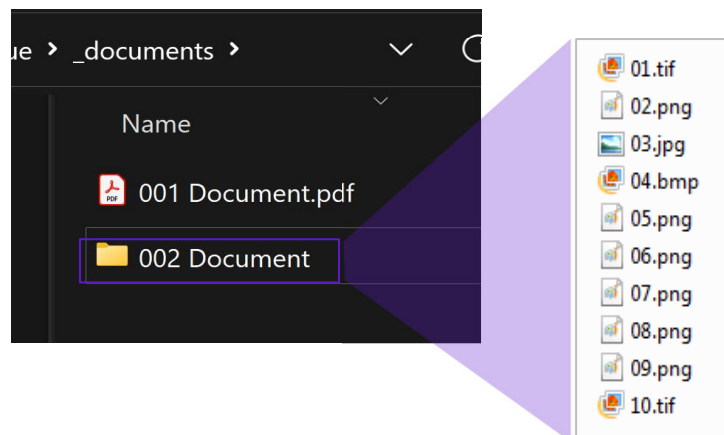 _documents
Name
001 Document.pdf
002 Document
01.tif
02.png
03.jpg
04.bmp
05.png
06.png
07.png
08.png
09.png
10.tif